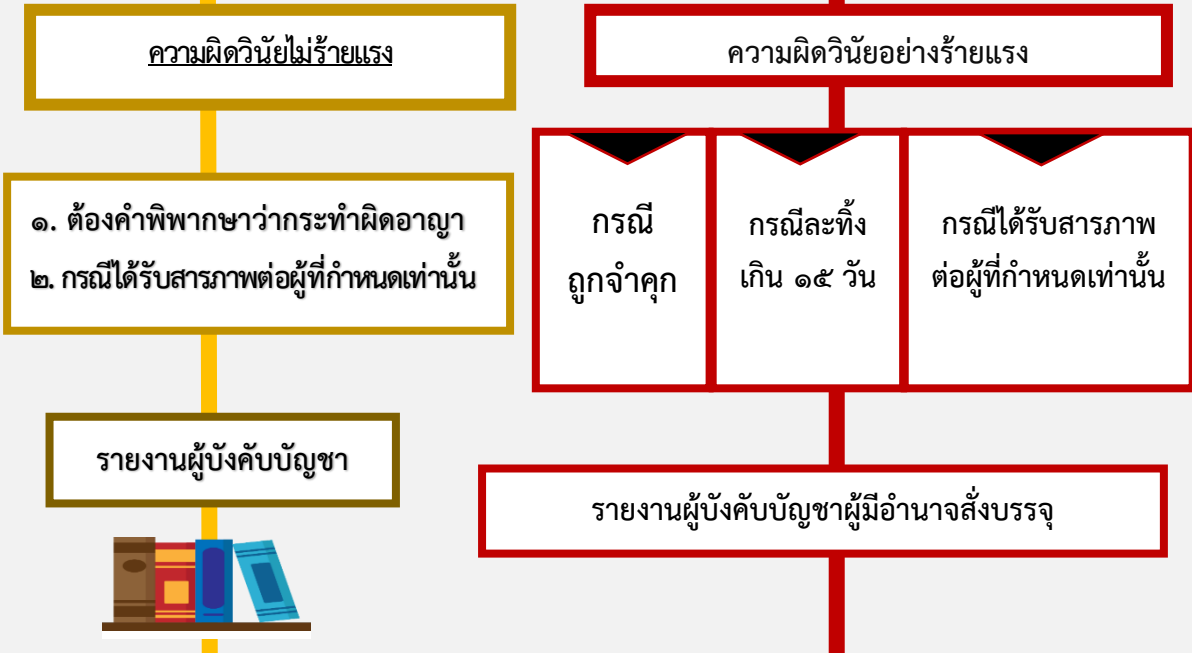 ความผิดวินัยไม่ร้ายแรง
๑. ต้องคำพิพากษาว่ากระทำผิดอาญา
๒. กรณีได้รับสารภาพต่อผู้ที่กำหนดเท่านั้น
รายงานผู้บังคับบัญชา
ความผิดวินัยอย่างร้ายแรง
กรณี
ถูกจำคุก
กรณีละทิ้ง
เกิน ๑๕ วัน
กรณีได้รับสารภาพ
ต่อผู้ที่กำหนดเท่านั้น
รายงานผู้บังคับบัญชาผู้มีอำนาจสั่งบรรจุ